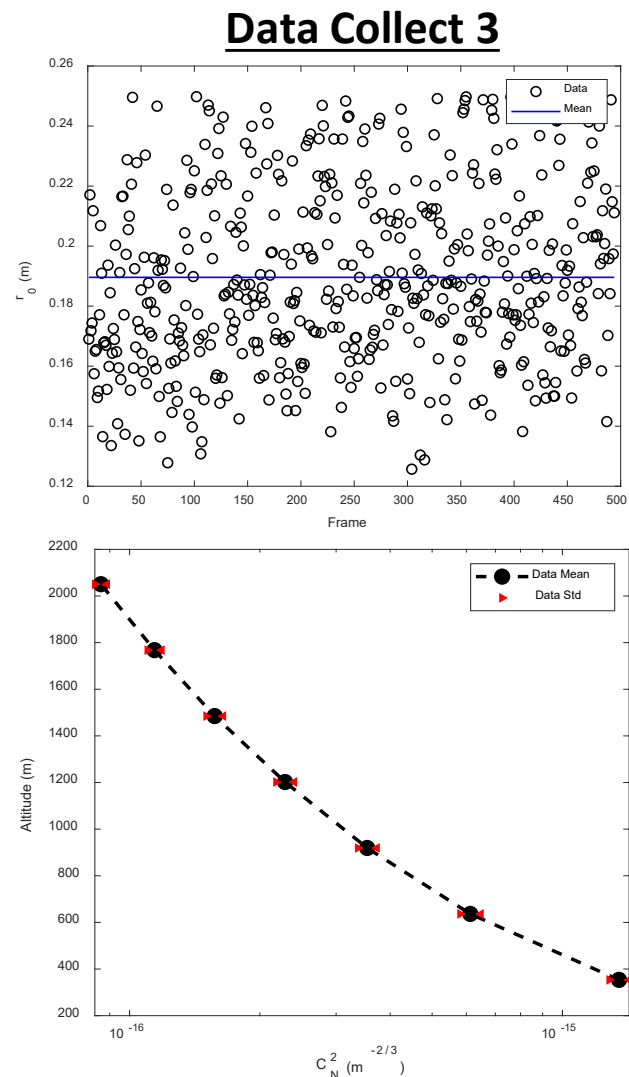 Data Collect 3
0.26
0.24
0.22
0.2
0.18
0.16
0.14
0.12
r_0 (m)
Data
Mean
0 50 100 150 200 250 300 350 400 450 500
Frame
2200
2000
1800
1600
1400
1200
1000
800
600
400
200
Altitude (m)
Data Mean
Data Std
10^-16 10^-15
C_N^2 (m^-2/3)